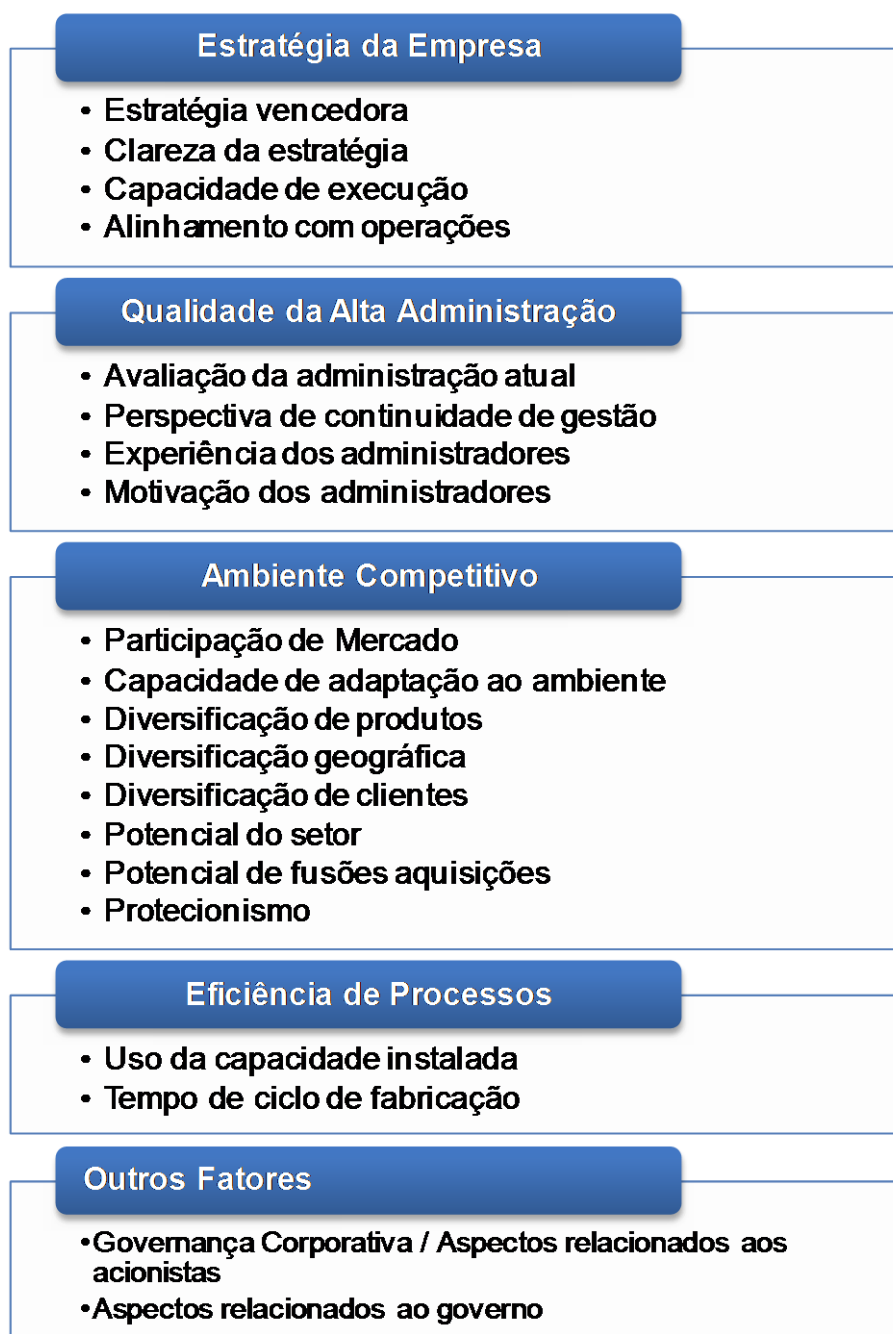 Estratégia da Empresa
• Estratégia vencedora
• Clareza da estratégia
• Capacidade de execução
• Alinhamento com operações
Qualidade da Alta Administração
• Avaliação da administração atual
• Perspectiva de continuidade de gestão
• Experiência dos administradores
• Motivação dos administradores
Ambiente Competitivo
• Participação de Mercado
• Capacidade de adaptação ao ambiente
• Diversificação de produtos
• Diversificação geográfica
• Diversificação de clientes
• Potencial do setor
• Potencial de fusões aquisições
• Protecionismo
Eficiência de Processos
• Uso da capacidade instalada
• Tempo de ciclo de fabricação
Outros Fatores
•Governança Corporativa / Aspectos relacionados aos
acionistas
•Aspectos relacionados ao governo